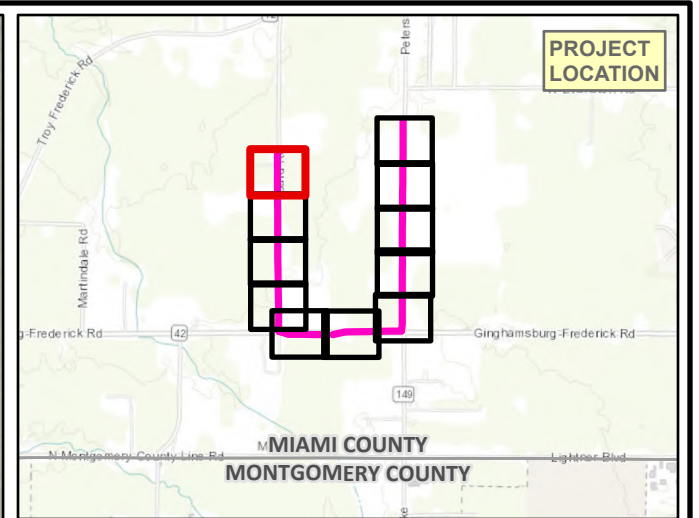 PROJECT
LOCATION
Troy Frederick Rd
Peters
Martindale Rd
g-Frederick Rd
42
Ginghamsburg-Frederick Rd
149
MIAMI COUNTY
N Montgomery County Line Rd
Lightner Blvd
MONTGOMERY COUNTY